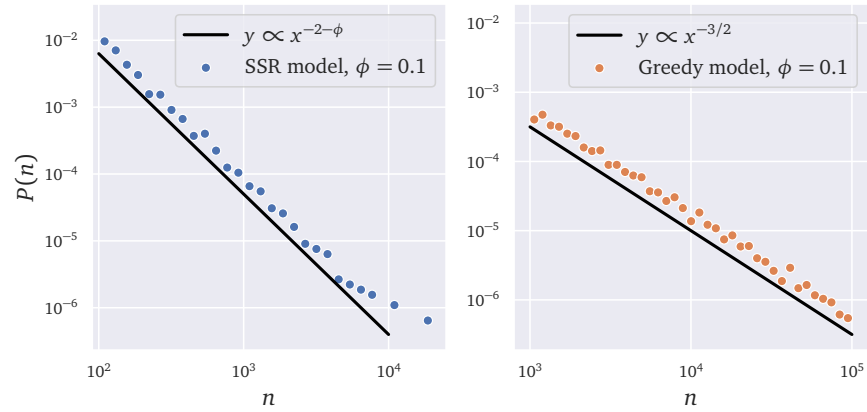 y ∝ x^{−2−ϕ}
SSR model, ϕ = 0.1
10^{−2}
10^{−3}
10^{−4}
10^{−5}
10^{−6}
P(n)
10^2
10^3
10^4
n
y ∝ x^{−3/2}
Greedy model, ϕ = 0.1
10^{−2}
10^{−3}
10^{−4}
10^{−5}
10^{−6}
10^3
10^4
10^5
n